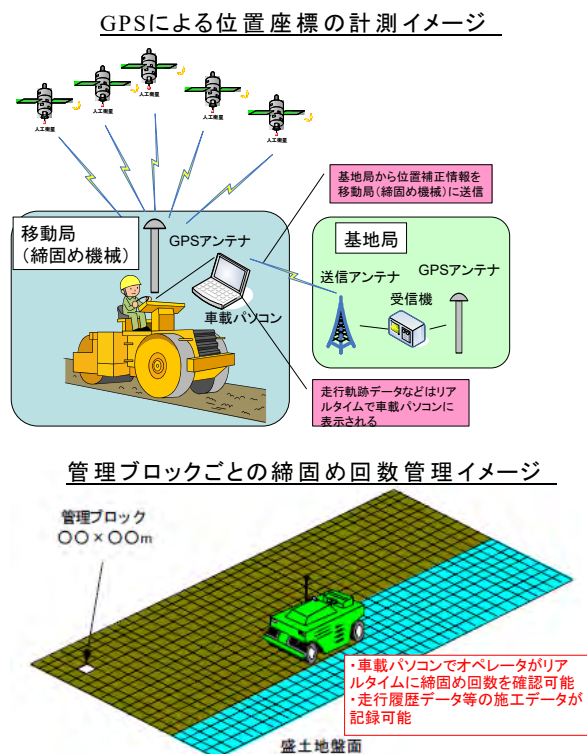 GPSによる位置座標の計測イメージ
人工衛星
人工衛星
人工衛星
人工衛星
人工衛星
基地局から位置補正情報を
移動局(締固め機械)に送信
移動局
(締固め機械)
GPSアンテナ
車載パソコン
基地局
送信アンテナ
GPSアンテナ
受信機
走行軌跡データなどはリア
ルタイムで車載パソコンに
表示される
管理ブロックごとの締固め回数管理イメージ
管理ブロック
〇〇×〇〇m
・車載パソコンでオペレータがリア
ルタイムに締固め回数を確認可能
・走行履歴データ等の施工データが
記録可能
盛土地盤面